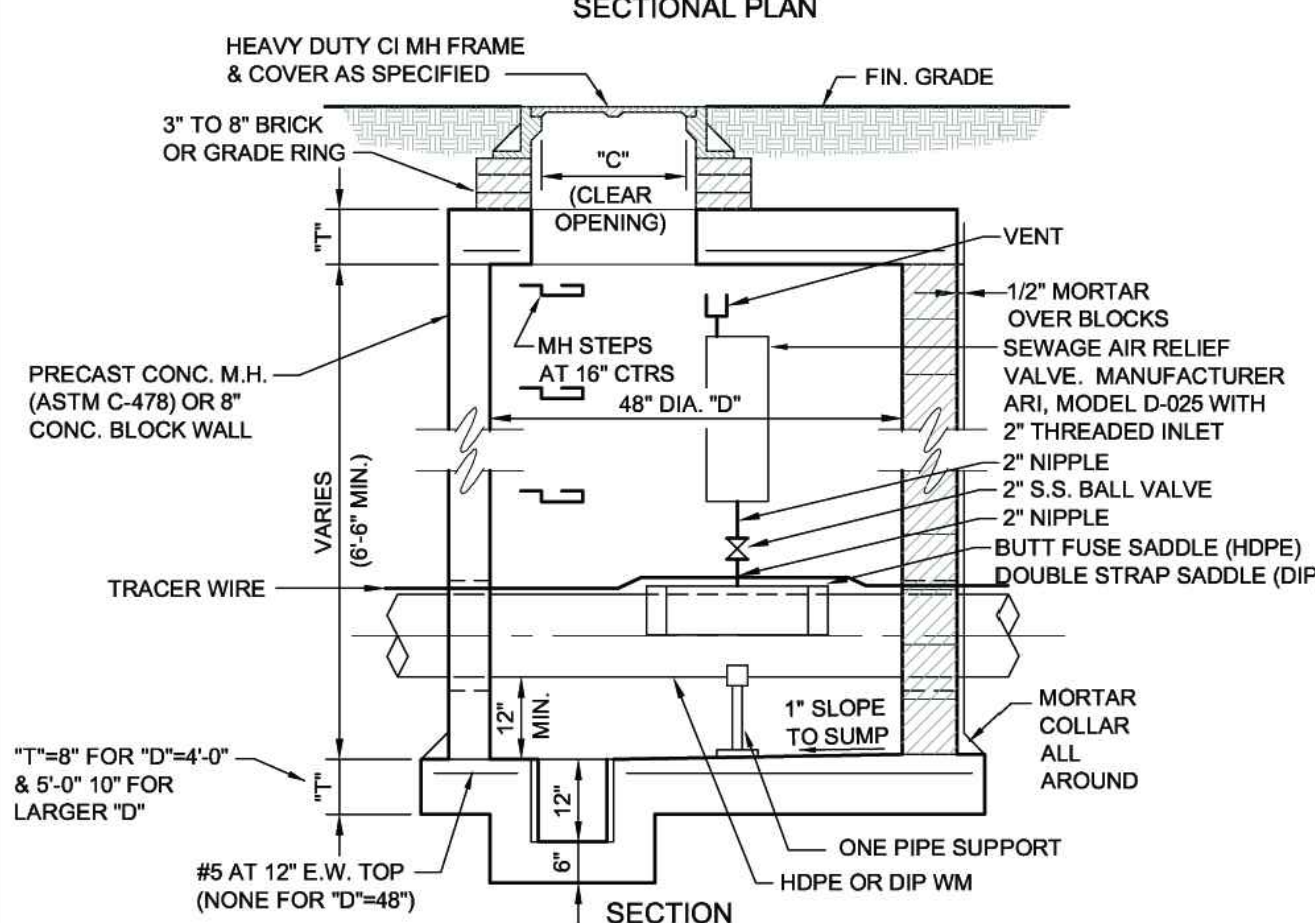 SECTIONAL PLAN
HEAVY DUTY CI MH FRAME
& COVER AS SPECIFIED
FIN. GRADE
3" TO 8" BRICK
OR GRADE RING
"C"
(CLEAR
OPENING)
"T"
VENT
1/2" MORTAR
OVER BLOCKS
MH STEPS
AT 16" CTRS
SEWAGE AIR RELIEF
VALVE. MANUFACTURER
ARI, MODEL D-025 WITH
2" THREADED INLET
PRECAST CONC. M.H.
(ASTM C-478) OR 8"
CONC. BLOCK WALL
48" DIA. "D"
VARIES
(6'-6" MIN.)
2" NIPPLE
2" S.S. BALL VALVE
2" NIPPLE
BUTT FUSE SADDLE (HDPE)
DOUBLE STRAP SADDLE (DIP
TRACER WIRE
12"
MIN.
1" SLOPE
TO SUMP
MORTAR
COLLAR
ALL
AROUND
"T"=8" FOR "D"=4'-0"
& 5'-0" 10" FOR
LARGER "D"
"T"
12"
6"
ONE PIPE SUPPORT
HDPE OR DIP WM
#5 AT 12" E.W. TOP
(NONE FOR "D"=48")
SECTION